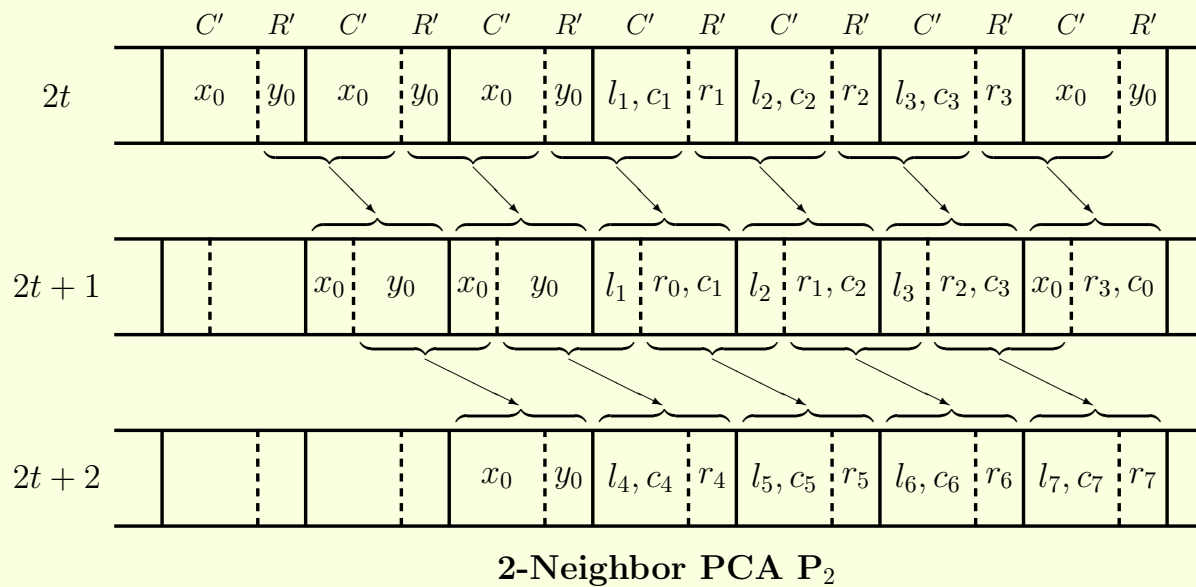 C′ R′ C′ R′ C′ R′ C′ R′ C′ R′ C′ R′ C′ R′
2t x₀ y₀ x₀ y₀ x₀ y₀ l₁, c₁ r₁ l₂, c₂ r₂ l₃, c₃ r₃ x₀ y₀
2t + 1 x₀ y₀ x₀ y₀ l₁ r₀, c₁ l₂ r₁, c₂ l₃ r₂, c₃ x₀ r₃, c₀
2t + 2 x₀ y₀ l₄, c₄ r₄ l₅, c₅ r₅ l₆, c₆ r₆ l₇, c₇ r₇
2-Neighbor PCA P₂